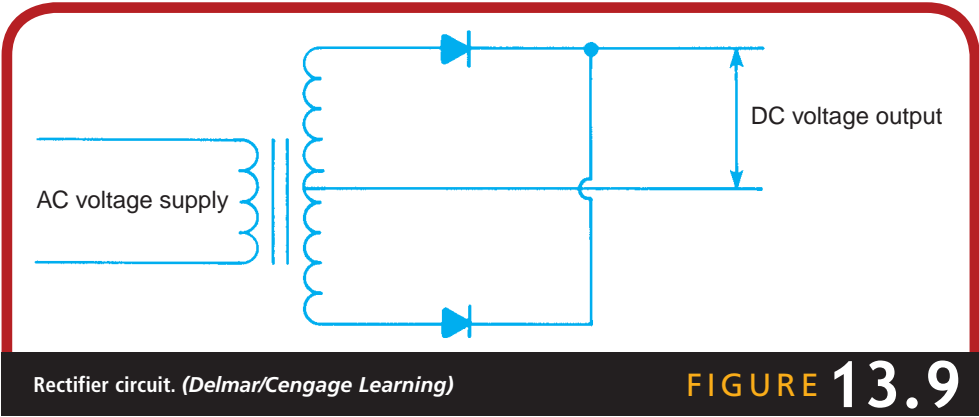 DC voltage output
AC voltage supply
Rectifier circuit. (Delmar/Cengage Learning)
FIGURE 13.9